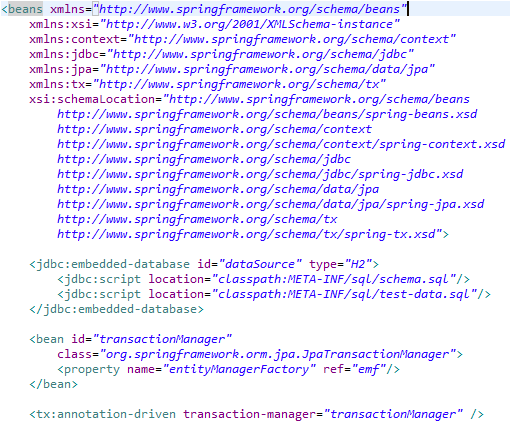 <beans xmlns="http://www.springframework.org/schema/beans"
xmlns:xsi="http://www.w3.org/2001/XMLSchema-instance"
xmlns:context="http://www.springframework.org/schema/context"
xmlns:jdbc="http://www.springframework.org/schema/jdbc"
xmlns:jpa="http://www.springframework.org/schema/data/jpa"
xmlns:tx="http://www.springframework.org/schema/tx"
xsi:schemaLocation="http://www.springframework.org/schema/beans
http://www.springframework.org/schema/beans/spring-beans.xsd
http://www.springframework.org/schema/context
http://www.springframework.org/schema/context/spring-context.xsd
http://www.springframework.org/schema/jdbc
http://www.springframework.org/schema/jdbc/spring-jdbc.xsd
http://www.springframework.org/schema/data/jpa
http://www.springframework.org/schema/data/jpa/spring-jpa.xsd
http://www.springframework.org/schema/tx
http://www.springframework.org/schema/tx/spring-tx.xsd">
<jdbc:embedded-database id="dataSource" type="H2">
<jdbc:script location="classpath:META-INF/sql/schema.sql"/>
<jdbc:script location="classpath:META-INF/sql/test-data.sql"/>
</jdbc:embedded-database>
<bean id="transactionManager"
class="org.springframework.orm.jpa.JpaTransactionManager">
<property name="entityManagerFactory" ref="emf"/>
</bean>
<tx:annotation-driven transaction-manager="transactionManager" />